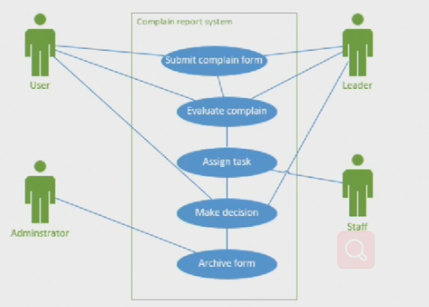 Complain report system
Submit complain form
User
Leader
Evaluate complain
Assign task
Make decision
Staff
Adminstrator
Archive form